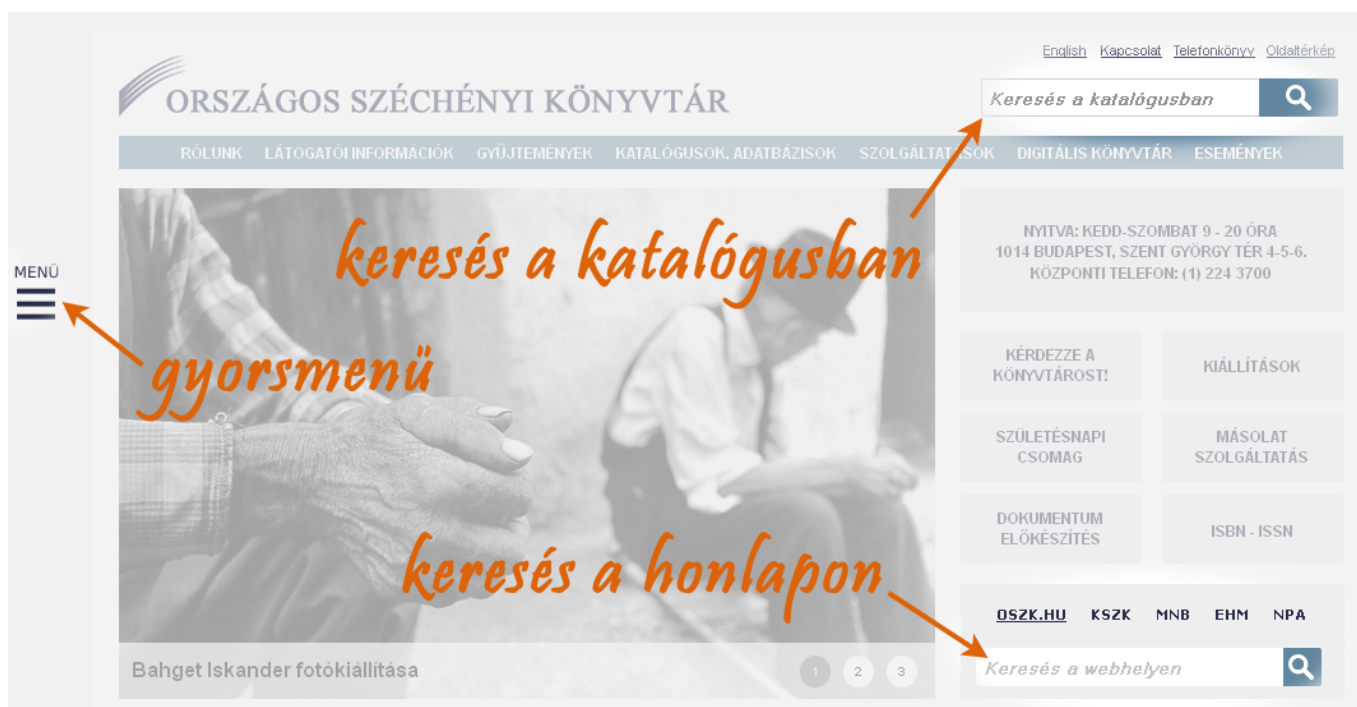 English Kapcsolat Telefonkönyv Oldaltérkép
ORSZÁGOS SZÉCHÉNYI KÖNYVTÁR
Keresés a katalógusban
RÓLUNK LÁTOGATÓI INFORMÁCIÓK GYŰJTEMÉNYEK KATALÓGUSOK, ADATBÁZISOK SZOLGÁLTATÁSOK DIGITÁLIS KÖNYVTÁR ESEMÉNYEK
keresés a katalógusban
NYITVA: KEDD-SZOMBAT 9 - 20 ÓRA
1014 BUDAPEST, SZENT GYÖRGY TÉR 4-5-6.
KÖZPONTI TELEFON: (1) 224 3700
MENÜ
gyorsmenü
KÉRDEZZE A
KÖNYVTÁROST!
KIÁLLÍTÁSOK
SZÜLETÉSNAPI
CSOMAG
MÁSOLAT
SZOLGÁLTATÁS
DOKUMENTUM
ELŐKÉSZÍTÉS
ISBN - ISSN
keresés a honlapon
OSZK.HU KSZK MNB EHM NPA
Keresés a webhelyen
Bahget Iskander fotókiállítása
1 2 3